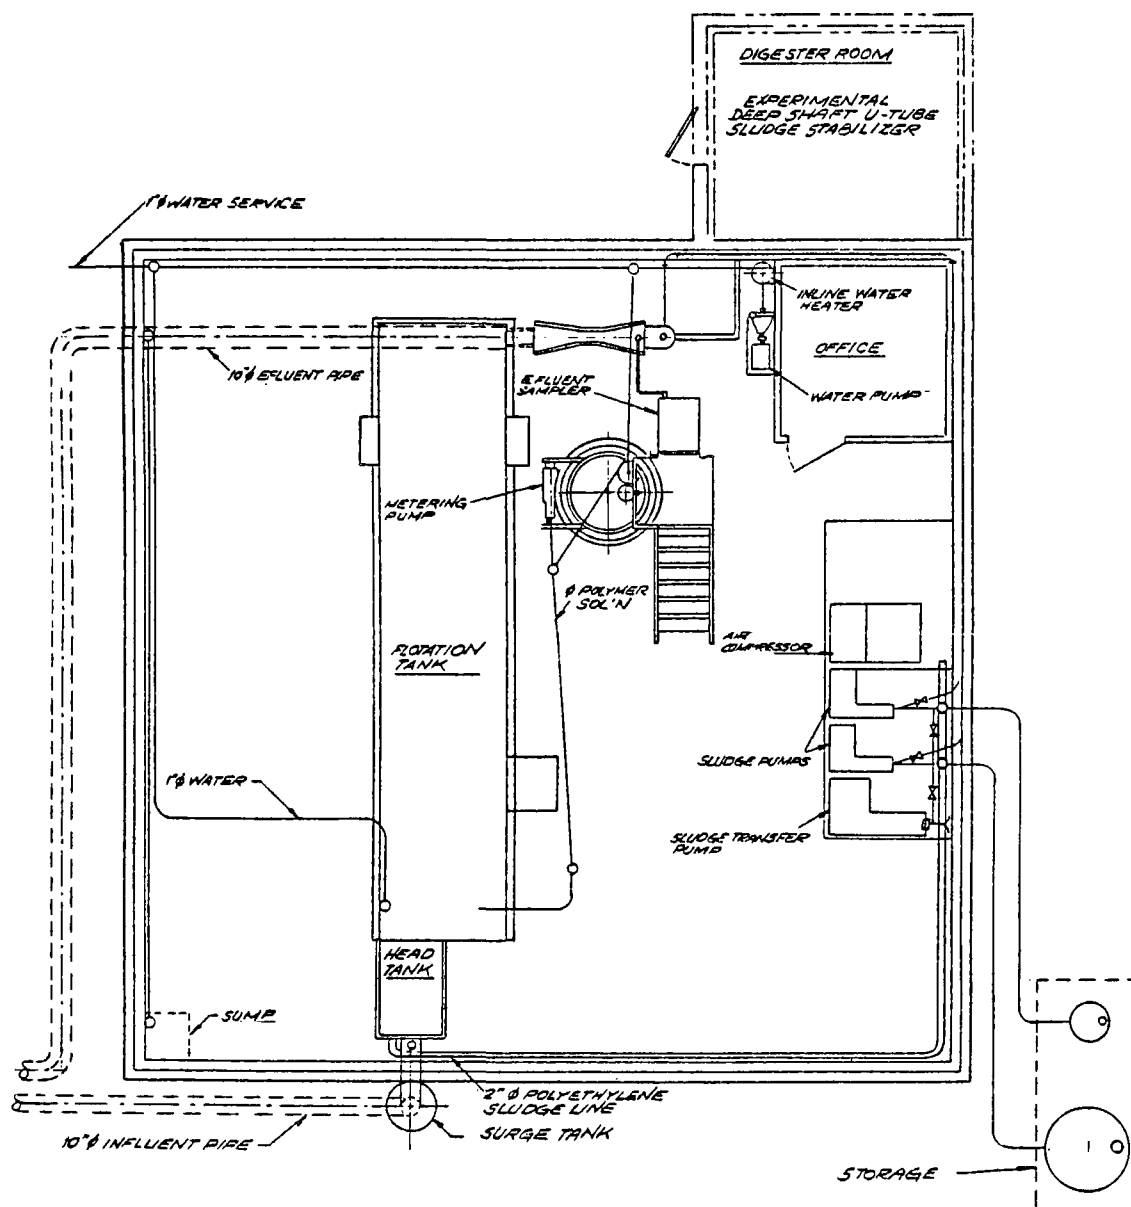 DIGESTER ROOM
EXPERIMENTAL
DEEP SHAFT U-TUBE
SLUDGE STABILIZER
1"φ WATER SERVICE
INLINE WATER
HEATER
OFFICE
10"φ EFLUENT PIPE
EFLUENT
SAMPLER
WATER PUMP
METERING
PUMP
φ POLYMER
SOL'N
FLOTATION
TANK
AIR
COMPRESSOR
SLUDGE PUMPS
1"φ WATER
SLUDGE TRANSFER
PUMP
HEAD
TANK
SUMP
2" φ POLYETHYLENE
SLUDGE LINE
SURGE TANK
10"φ INFLUENT PIPE
STORAGE